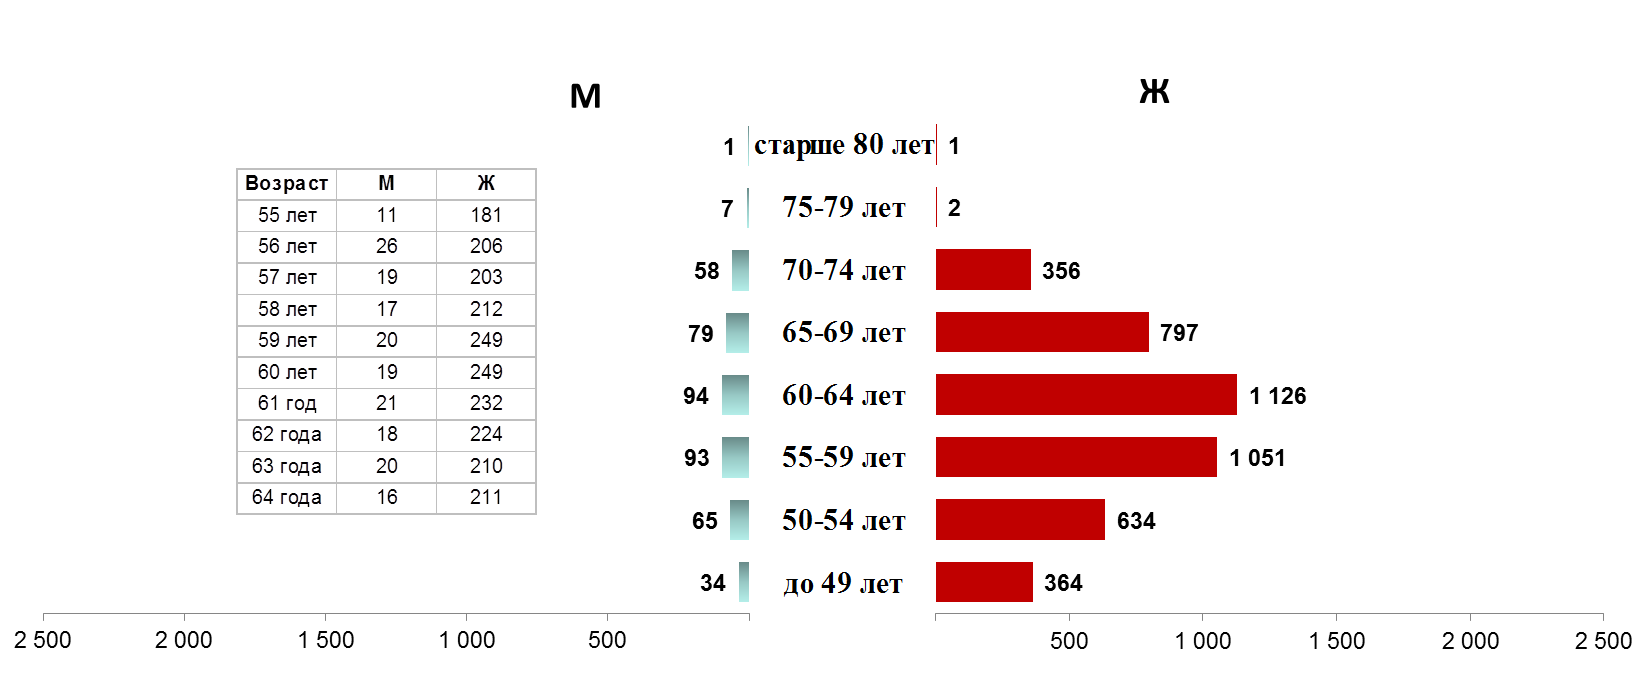 М Ж
1 старше 80 лет 1
7 75-79 лет 2
58 70-74 лет 356
79 65-69 лет 797
94 60-64 лет 1 126
93 55-59 лет 1 051
65 50-54 лет 634
34 до 49 лет 364
Возраст М Ж
55 лет 11 181
56 лет 26 206
57 лет 19 203
58 лет 17 212
59 лет 20 249
60 лет 19 249
61 год 21 232
62 года 18 224
63 года 20 210
64 года 16 211
2 500 2 000 1 500 1 000 500 500 1 000 1 500 2 000 2 500